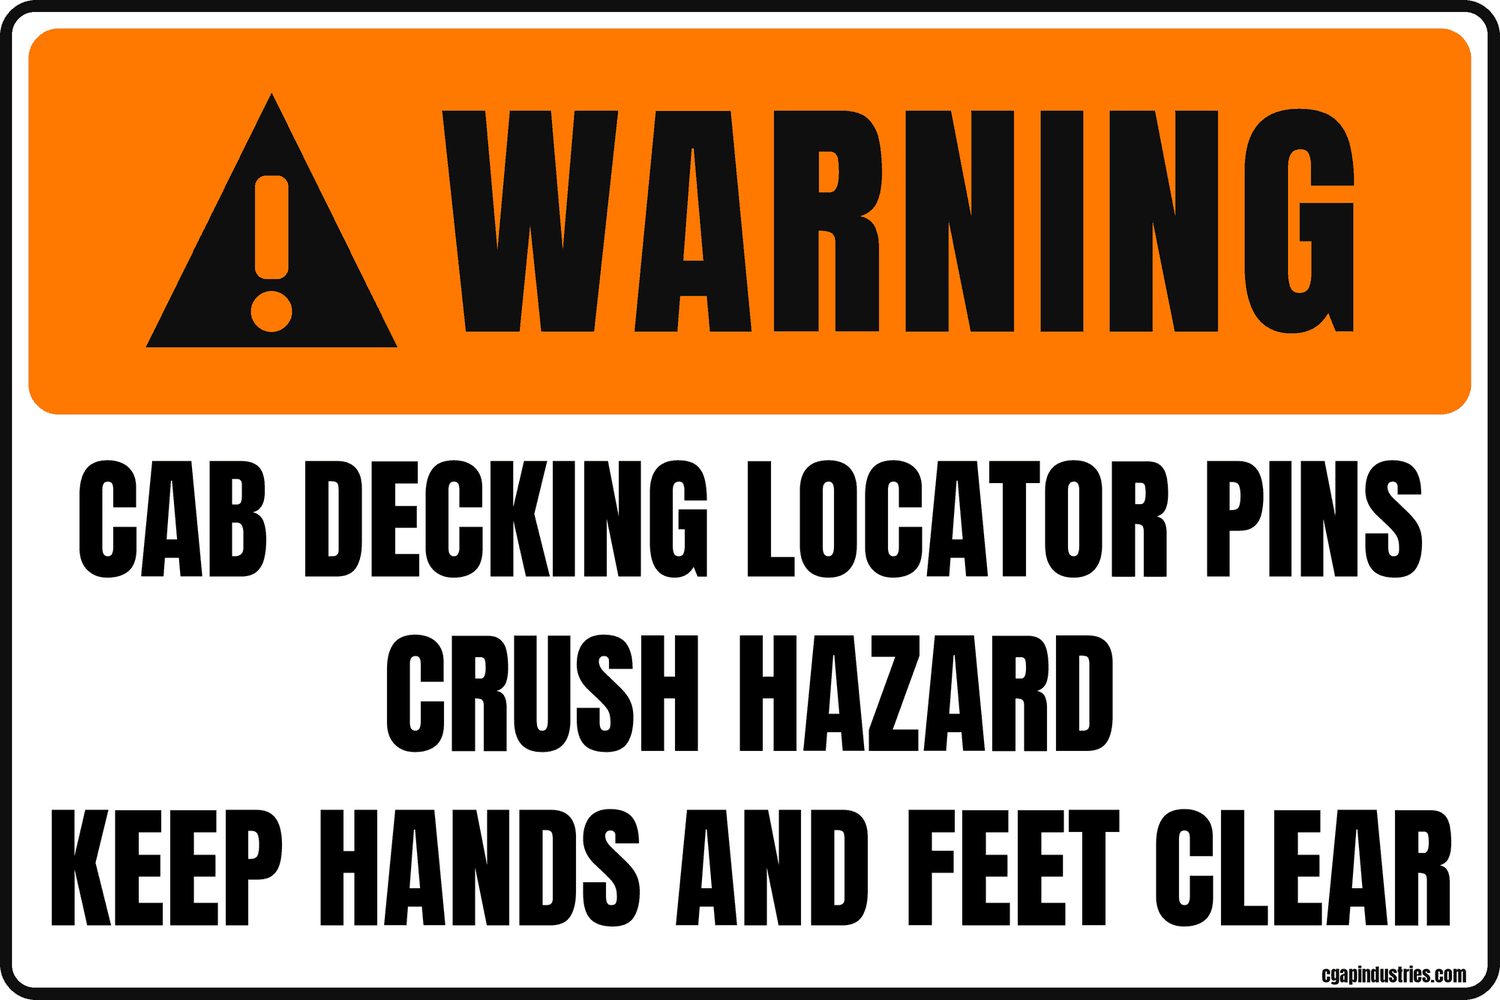 WARNING
CAB DECKING LOCATOR PINS
CRUSH HAZARD
KEEP HANDS AND FEET CLEAR
cgapindustries.com